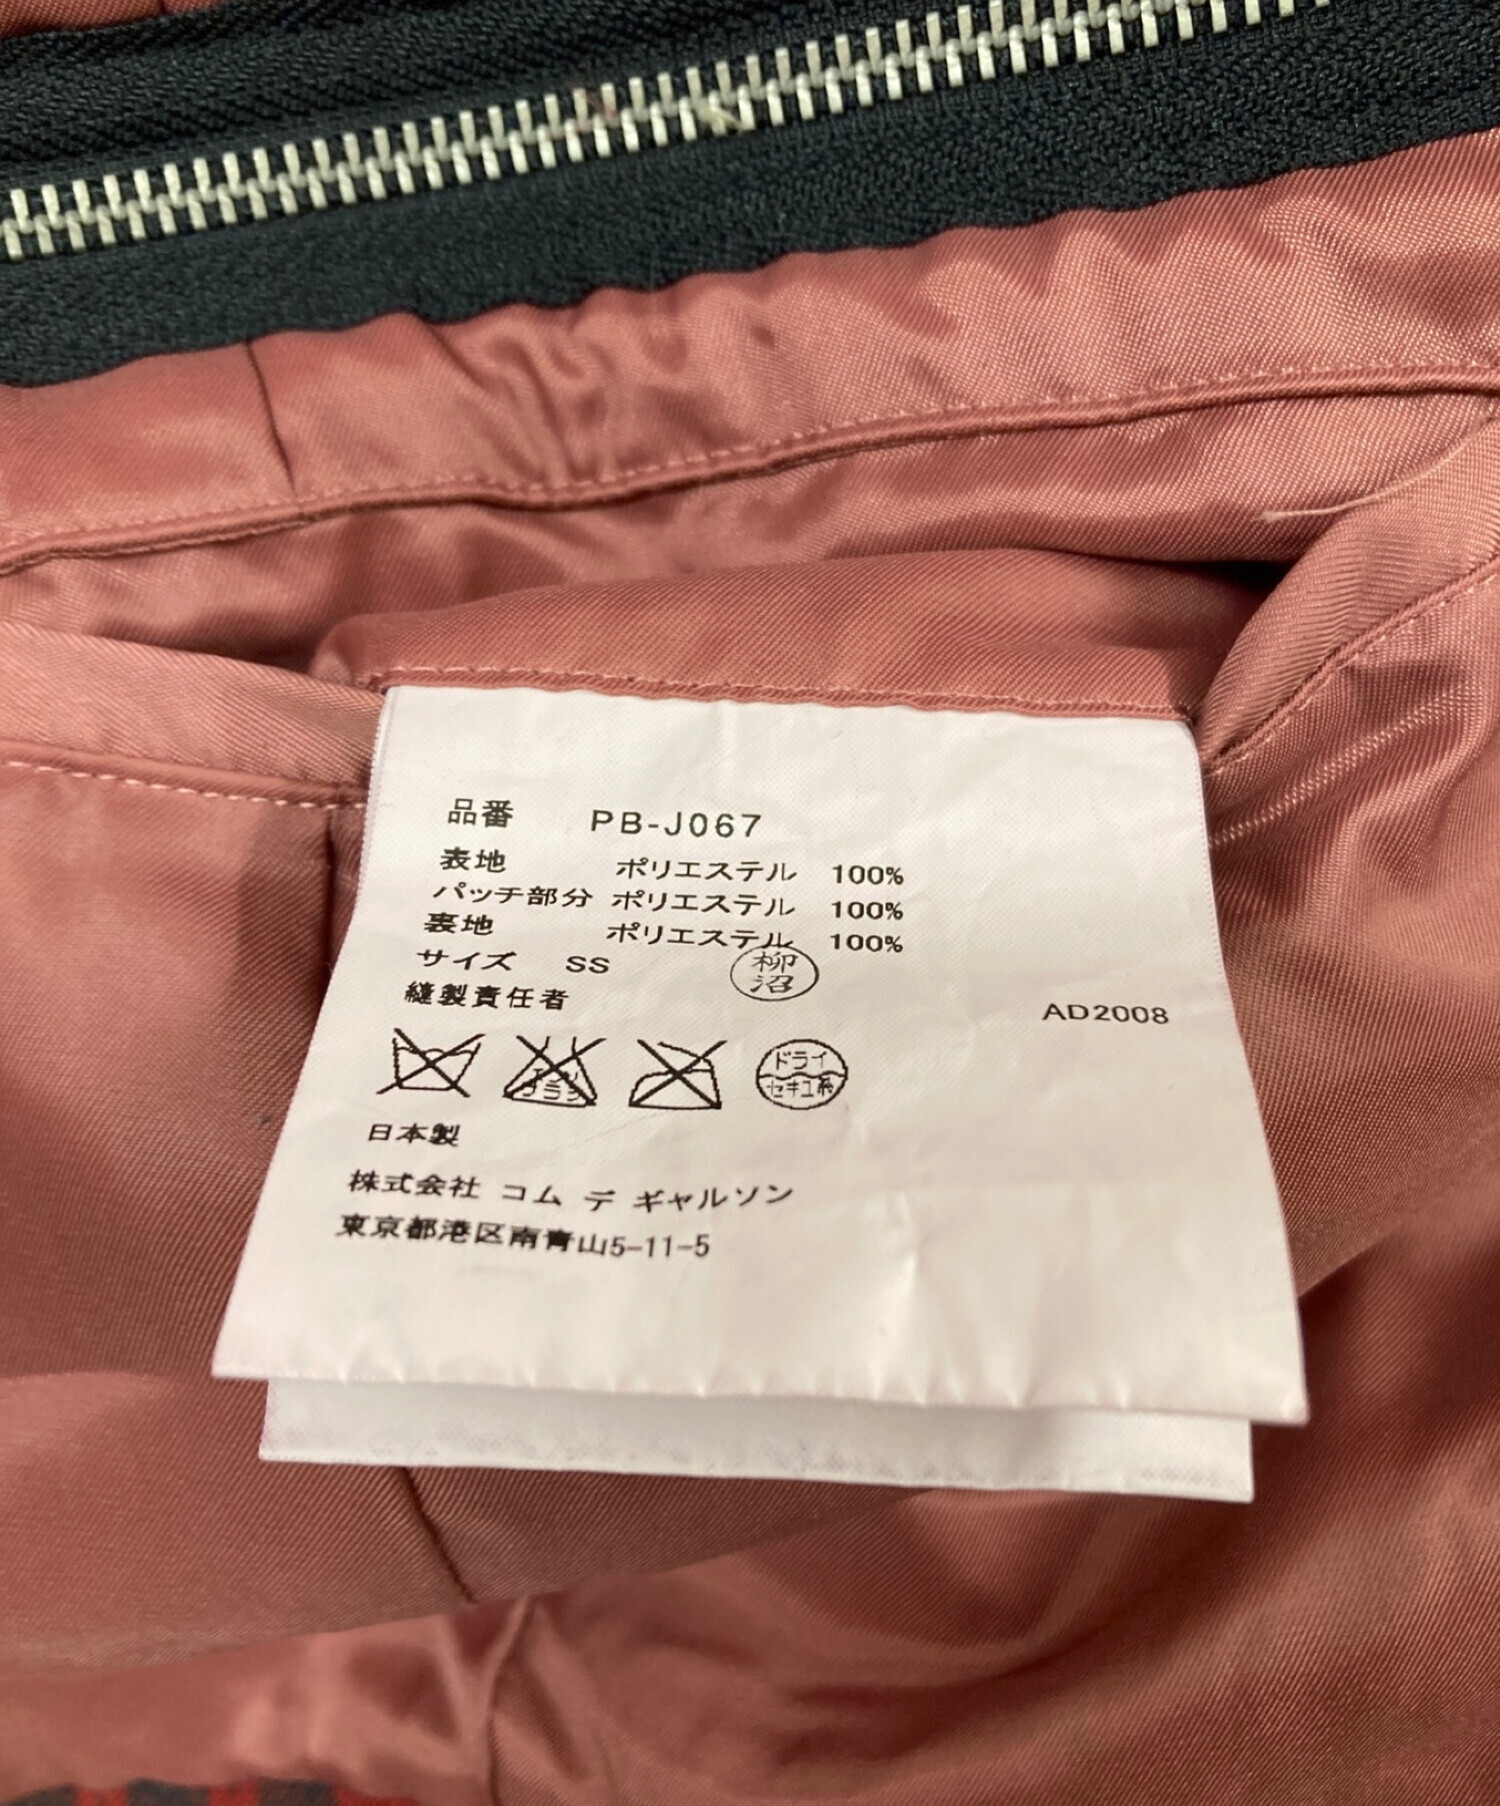 品番 PB-J067
表地 ポリエステル 100%
パッチ部分 ポリエステル 100%
裏地 ポリエステル 100%
サイズ SS
縫製責任者 柳沼
AD2008
ドライ
セキユ系
日本製
株式会社 コム デ ギャルソン
東京都港区南青山5-11-5